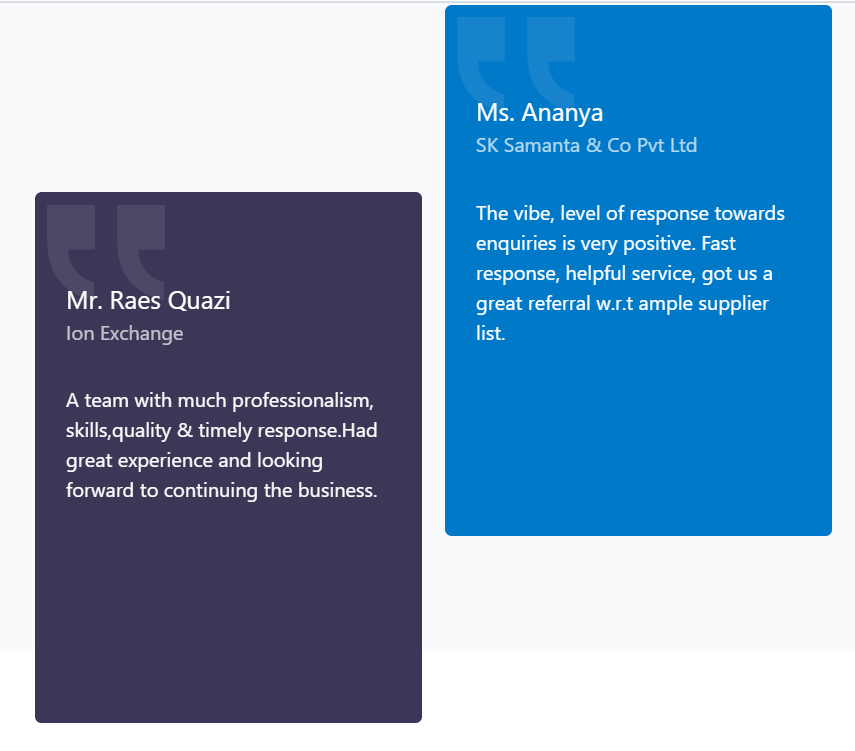 Ms. Ananya
SK Samanta & Co Pvt Ltd
The vibe, level of response towards
enquiries is very positive. Fast
response, helpful service, got us a
great referral w.r.t ample supplier
list.
Mr. Raes Quazi
Ion Exchange
A team with much professionalism,
skills,quality & timely response.Had
great experience and looking
forward to continuing the business.